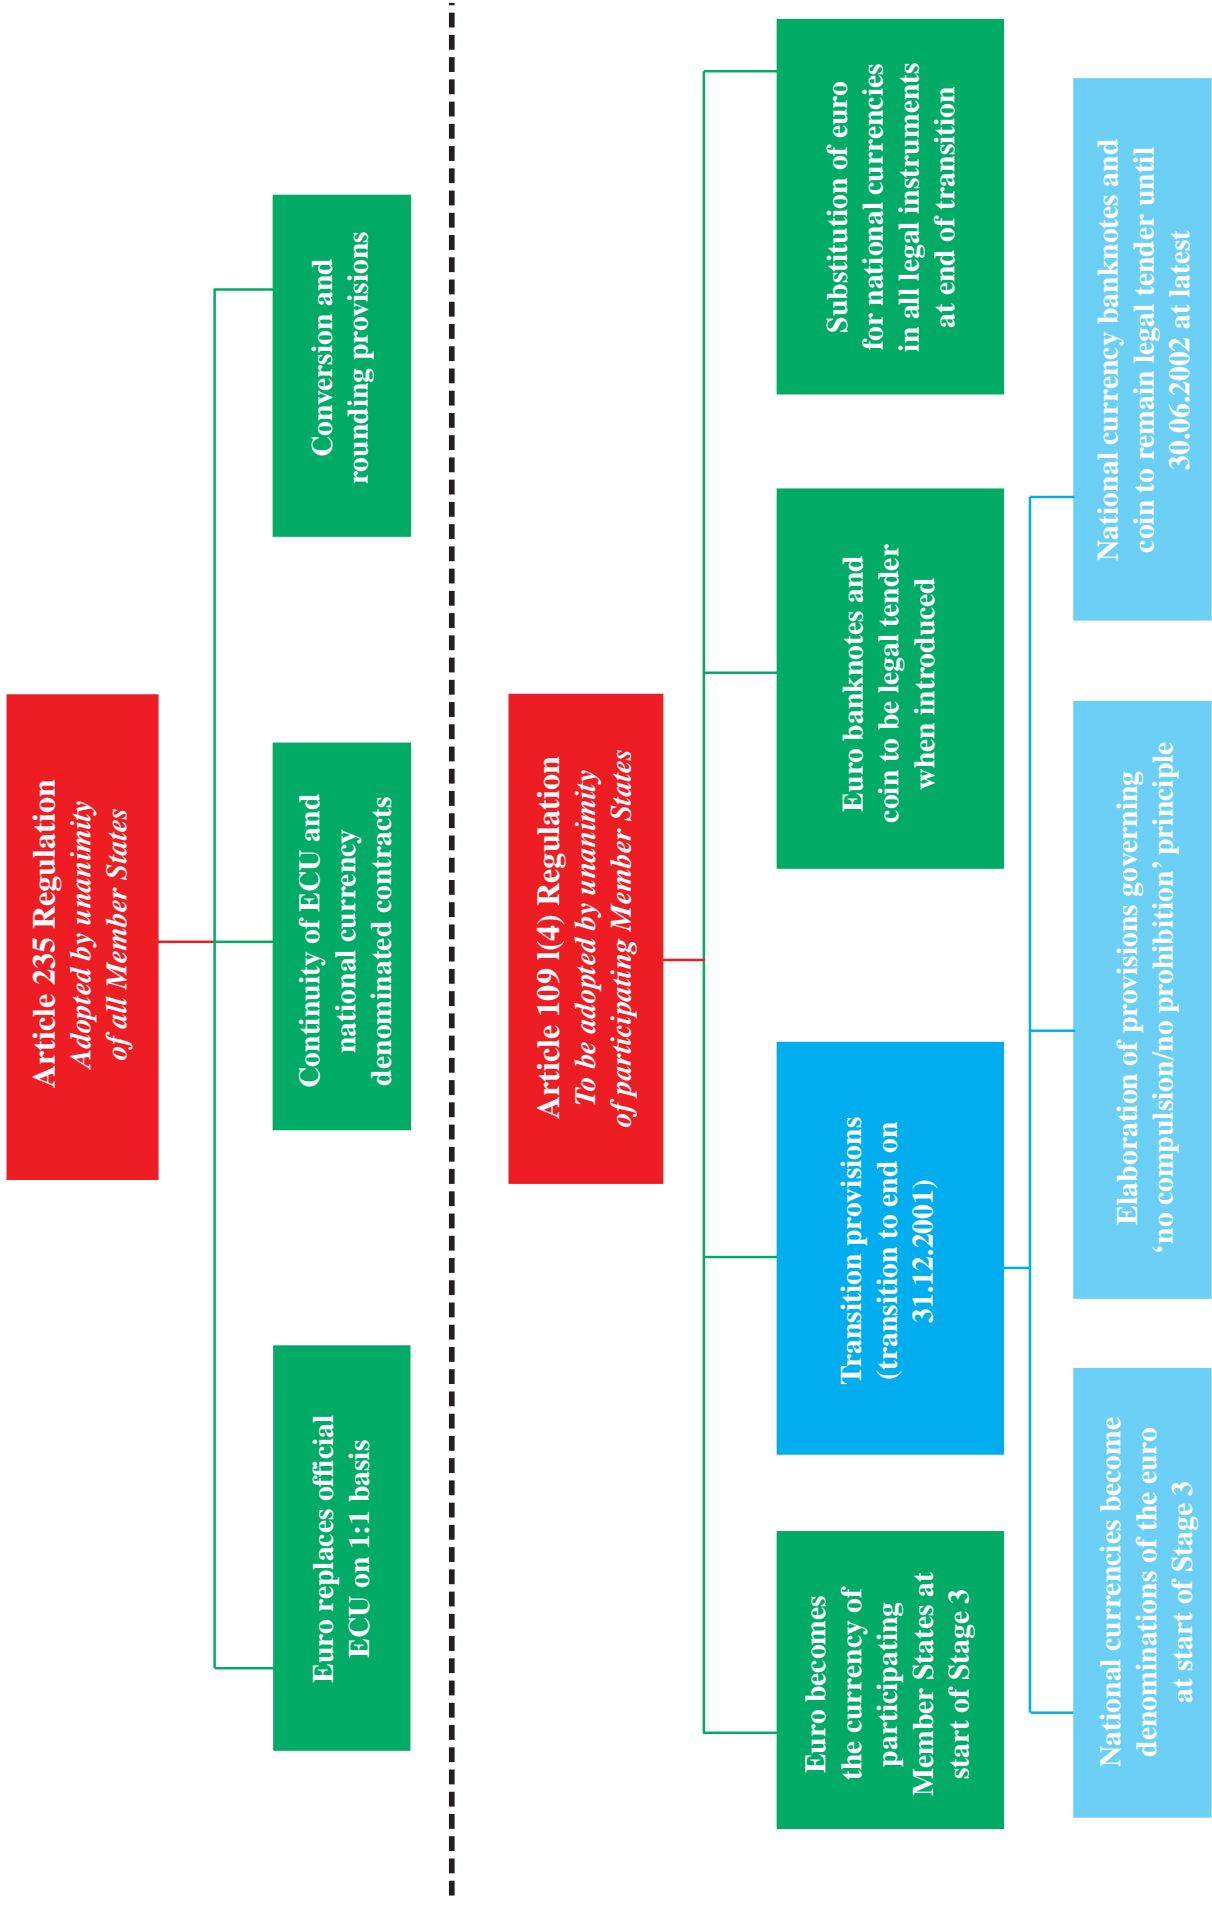 Article 235 Regulation
Adopted by unanimity
of all Member States
Euro replaces official
ECU on 1:1 basis
Continuity of ECU and
national currency
denominated contracts
Conversion and
rounding provisions
Article 109 l(4) Regulation
To be adopted by unanimity
of participating Member States
Euro becomes
the currency of
participating
Member States at
start of Stage 3
Transition provisions
(transition to end on
31.12.2001)
Euro banknotes and
coin to be legal tender
when introduced
Substitution of euro
for national currencies
in all legal instruments
at end of transition
National currencies become
denominations of the euro
at start of Stage 3
Elaboration of provisions governing
‘no compulsion/no prohibition’ principle
National currency banknotes and
coin to remain legal tender until
30.06.2002 at latest